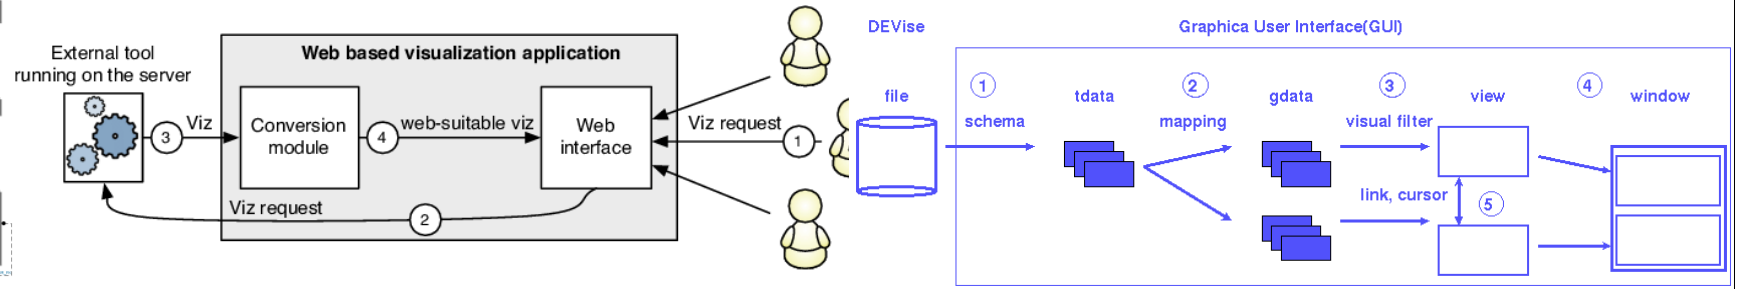 Web based visualization application
External tool
running on the server
3
Viz
Conversion
module
4
web-suitable viz
Web
interface
Viz request
1
Viz request
2
DEVise
Graphica User Interface(GUI)
file
1
schema
tdata
2
mapping
gdata
3
visual filter
view
4
window
link, cursor
5